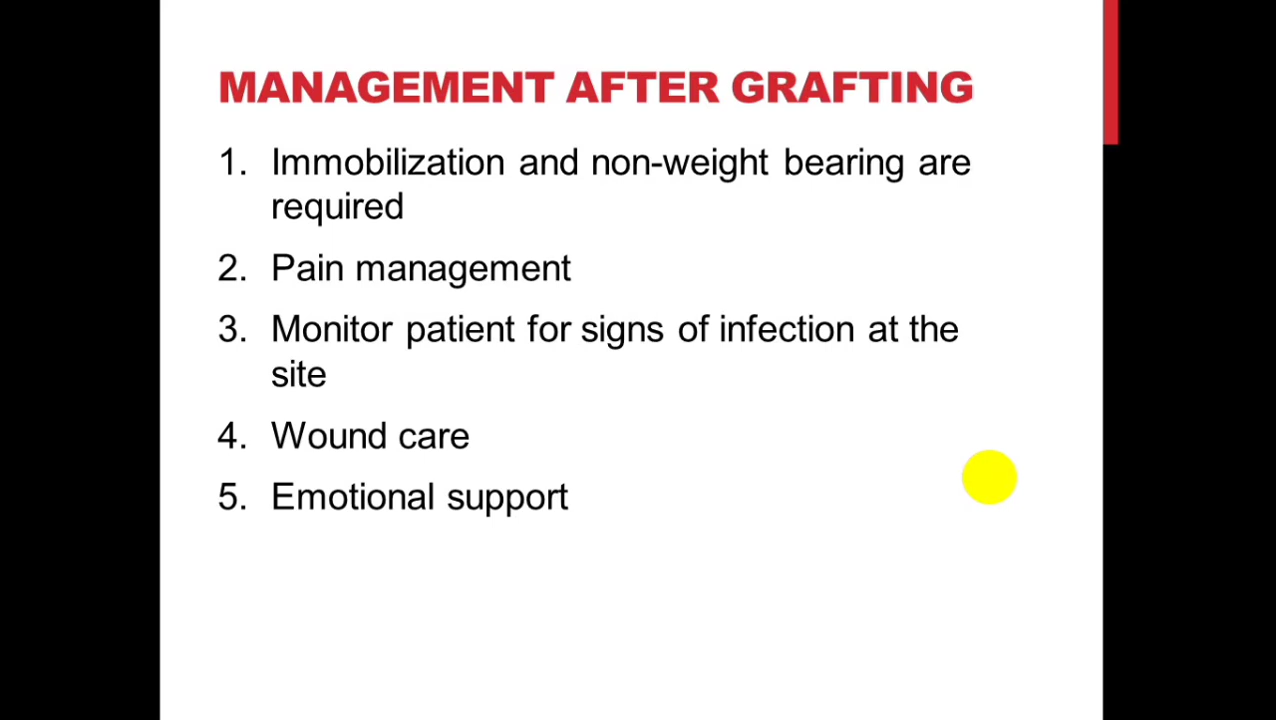 MANAGEMENT AFTER GRAFTING
1. Immobilization and non-weight bearing are
required
2. Pain management
3. Monitor patient for signs of infection at the
site
4. Wound care
5. Emotional support